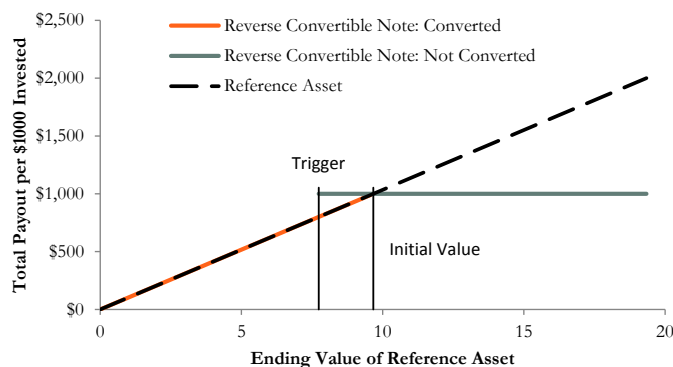 $2,500
$2,000
$1,500
$1,000
$500
$0
Total Payout per $1000 Invested
Reverse Convertible Note: Converted
Reverse Convertible Note: Not Converted
Reference Asset
Trigger
Initial Value
0
5
10
15
20
Ending Value of Reference Asset